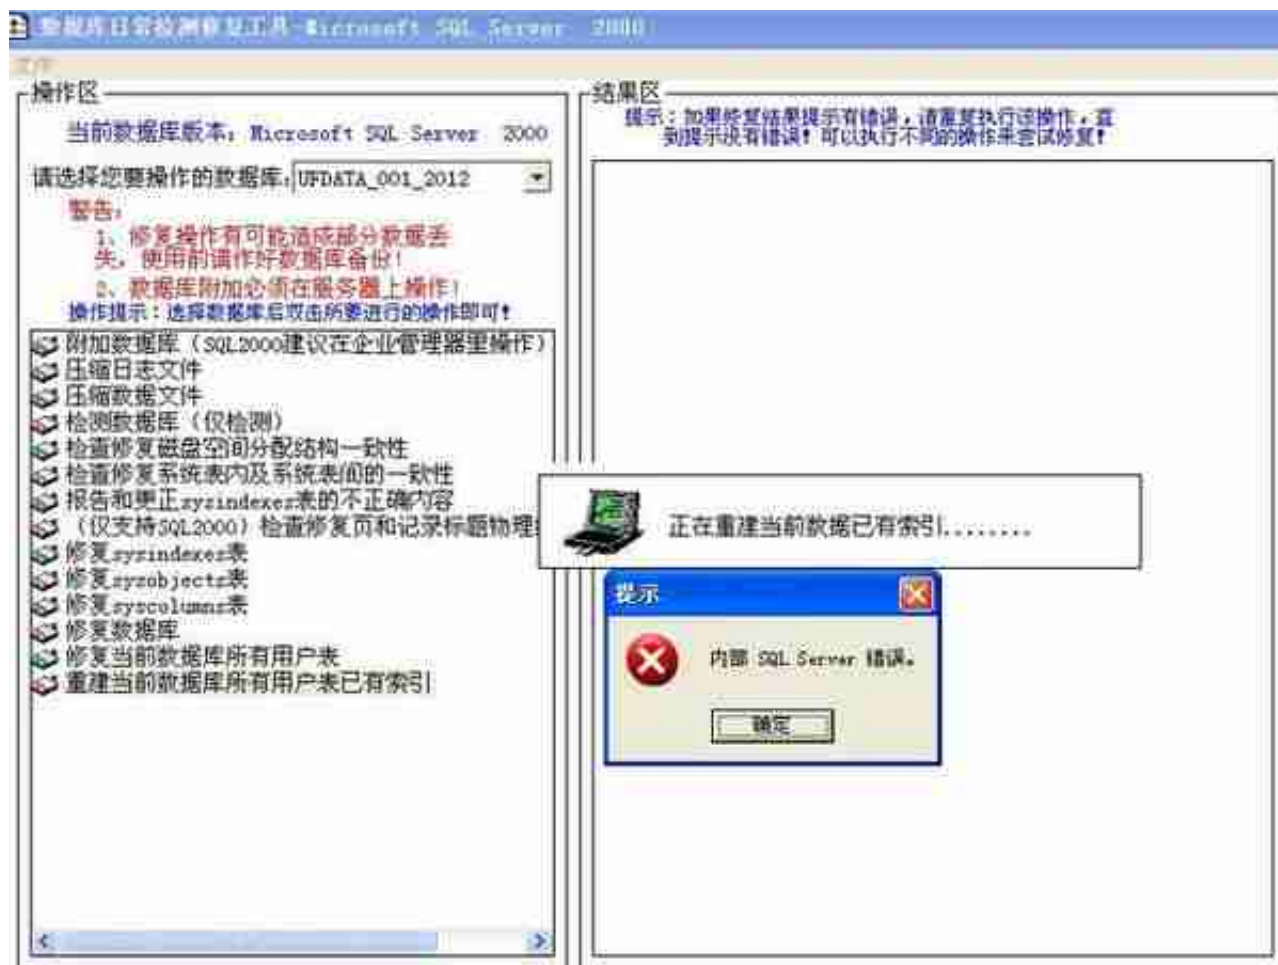 数据库日常检测修复工具-Microsoft SQL Server 2000
文件
操作区
当前数据库版本：Microsoft SQL Server 2000
请选择您要操作的数据库：UFDATA_001_2012
警告：
1、修复操作有可能造成部分数据丢
失，使用前请作好数据库备份！
2、数据库附加必须在服务器上操作！
操作提示：选择数据库后双击所要进行的操作即可！
附加数据库（SQL2000建议在企业管理器里操作）
压缩日志文件
压缩数据文件
检测数据库（仅检测）
检查修复磁盘空间分配结构一致性
检查修复系统表内及系统表间的一致性
报告和更正sysindexes表的不正确内容
（仅支持SQL2000）检查修复页和记录标题物理
修复sysindexes表
修复sysobjects表
修复syscolumns表
修复数据库
修复当前数据库所有用户表
重建当前数据库所有用户表已有索引
结果区
提示：如果修复结果提示有错误，请重复执行该操作，直
到提示没有错误！可以执行不同的操作来尝试修复！
正在重建当前数据已有索引........
提示
内部 SQL Server 错误。
确定